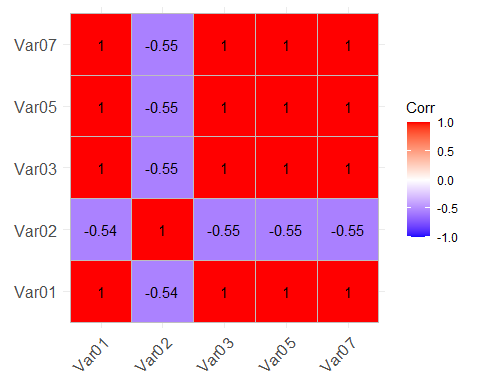 Var07 1 -0.55 1 1 1
Var05 1 -0.55 1 1 1
Var03 1 -0.55 1 1 1
Var02 -0.54 1 -0.55 -0.55 -0.55
Var01 1 -0.54 1 1 1
Var01 Var02 Var03 Var05 Var07
Corr
1.0
0.5
0.0
-0.5
-1.0